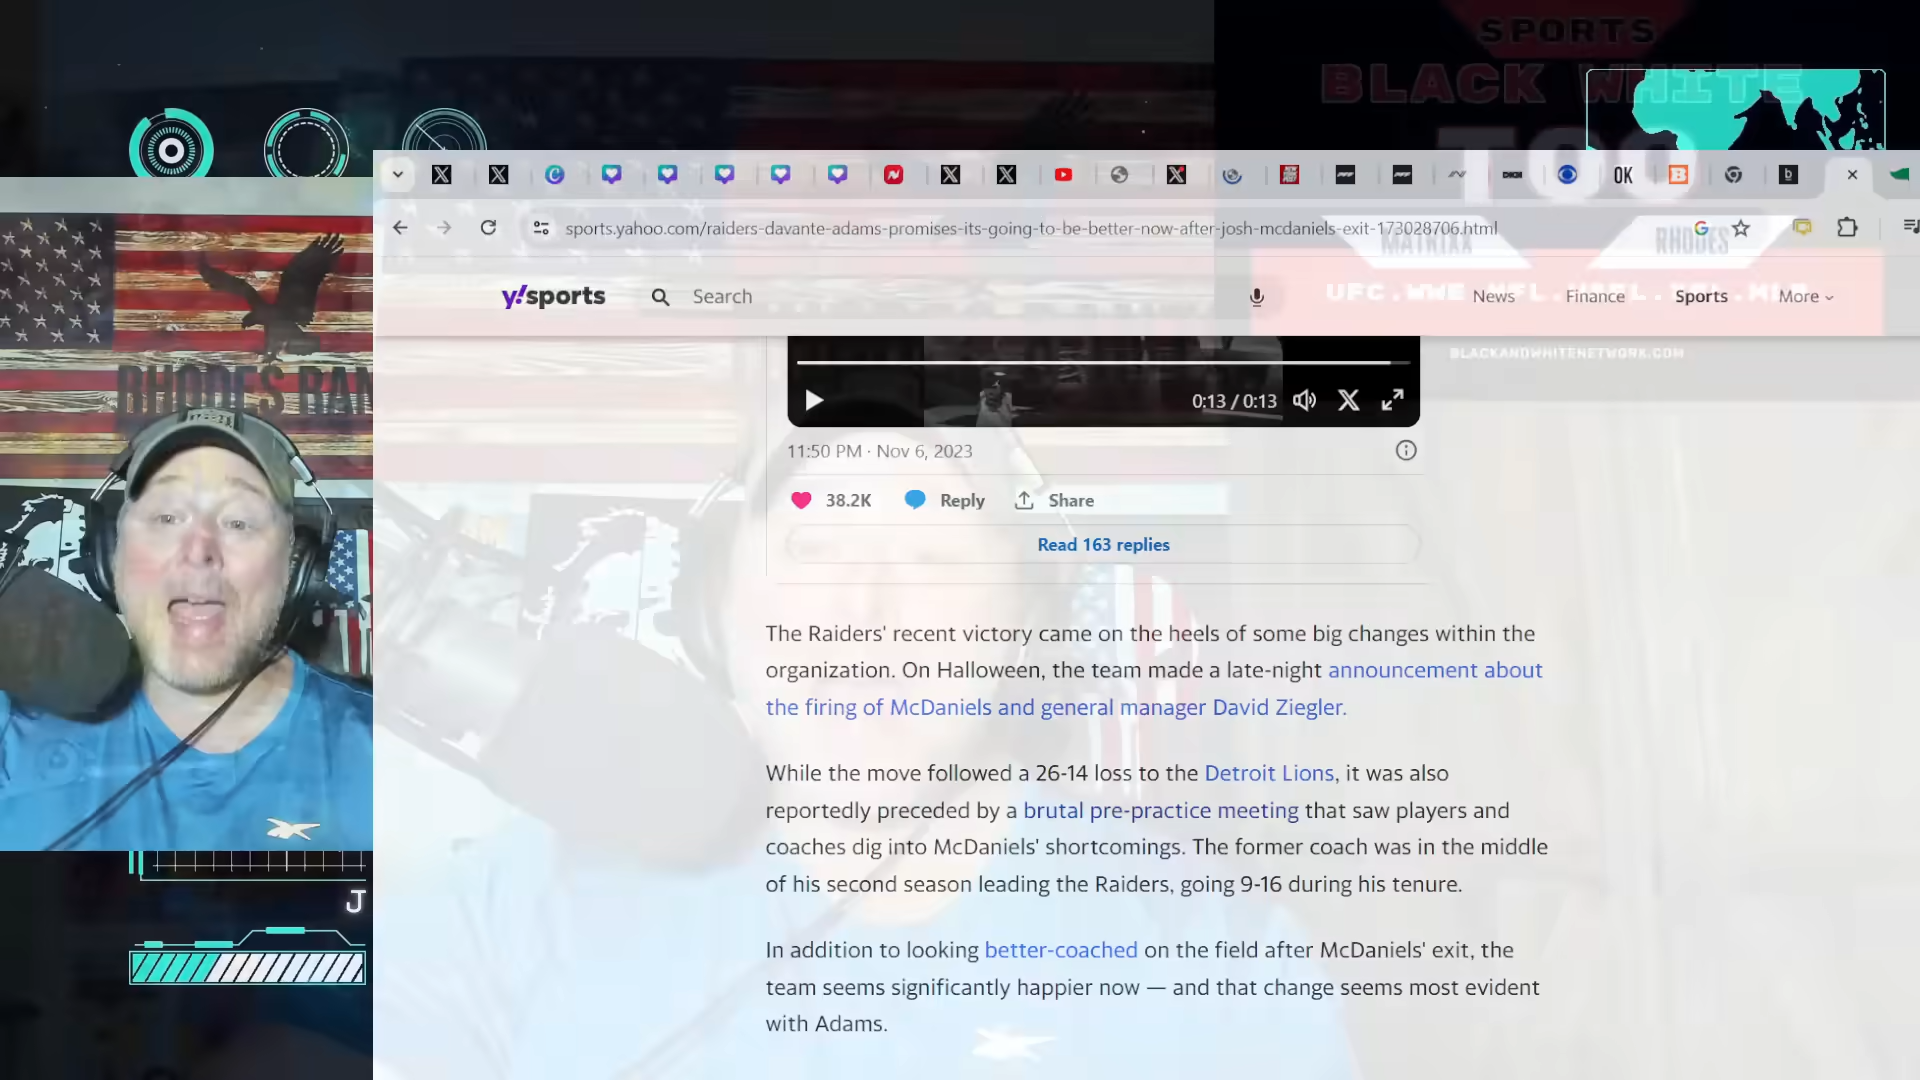 SPORTS
BLACK WHITE
TOO
OK
sports.yahoo.com/raiders-davante-adams-promises-its-going-to-be-better-now-after-josh-mcdaniels-exit-173028706.html
MATRIXX
RHODES
y!sports
Search
News
Finance
Sports
More
BLACKANDWHITENETWORK.COM
RHODES RAN
0:13 / 0:13
11:50 PM · Nov 6, 2023
38.2K
Reply
Share
Read 163 replies
The Raiders' recent victory came on the heels of some big changes within the
organization. On Halloween, the team made a late-night announcement about
the firing of McDaniels and general manager David Ziegler.
While the move followed a 26-14 loss to the Detroit Lions, it was also
reportedly preceded by a brutal pre-practice meeting that saw players and
coaches dig into McDaniels' shortcomings. The former coach was in the middle
of his second season leading the Raiders, going 9-16 during his tenure.
J
In addition to looking better-coached on the field after McDaniels' exit, the
team seems significantly happier now — and that change seems most evident
with Adams.